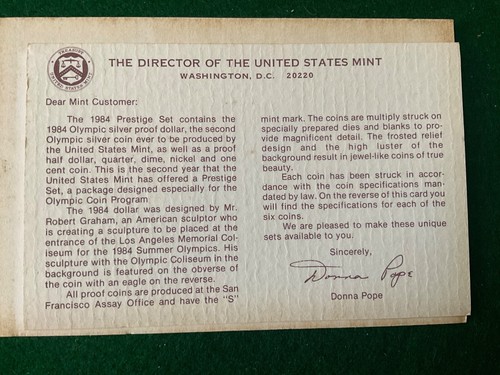 THE DIRECTOR OF THE UNITED STATES MINT
WASHINGTON, D.C. 20220
Dear Mint Customer:
The 1984 Prestige Set contains the
1984 Olympic silver proof dollar, the second
Olympic silver coin ever to be produced by
the United States Mint, as well as a proof
half dollar, quarter, dime, nickel and one
cent coin. This is the second year that the
United States Mint has offered a Prestige
Set, a package designed especially for the
Olympic Coin Program
The 1984 dollar was designed by Mr.
Robert Graham, an American sculptor who
is creating a sculpture to be placed at the
entrance of the Los Angeles Memorial Col-
iseum for the 1984 Summer Olympics. His
sculpture with the Olympic Coliseum in the
background is featured on the obverse of
the coin with an eagle on the reverse.
All proof coins are produced at the San
Francisco Assay Office and have the "S"
mint mark. The coins are multiply struck on
specially prepared dies and blanks to pro-
vide magnificent detail. The frosted relief
design and the high luster of the
background result in jewel-like coins of true
beauty.
Each coin has been struck in accor-
dance with the coin specifications man-
dated by law. On the reverse of this card you
will find the specifications for each of the
six coins.
We are pleased to make these unique
sets available to you.
Sincerely,
Donna Pope
Donna Pope